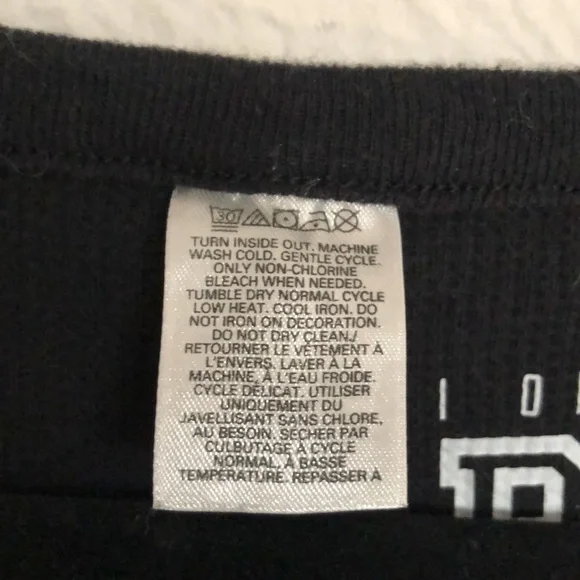 30
TURN INSIDE OUT. MACHINE
WASH COLD. GENTLE CYCLE.
ONLY NON-CHLORINE
BLEACH WHEN NEEDED.
TUMBLE DRY NORMAL CYCLE
LOW HEAT. COOL IRON. DO
NOT IRON ON DECORATION.
DO NOT DRY CLEAN./
RETOURNER LE VÊTEMENT À
L'ENVERS. LAVER À LA
MACHINE, À L'EAU FROIDE.
CYCLE DÉLICAT. UTILISER
UNIQUEMENT DU
JAVELLISANT SANS CHLORE,
AU BESOIN. SÉCHER PAR
CULBUTAGE À CYCLE
NORMAL, À BASSE
TEMPÉRATURE. REPASSER À